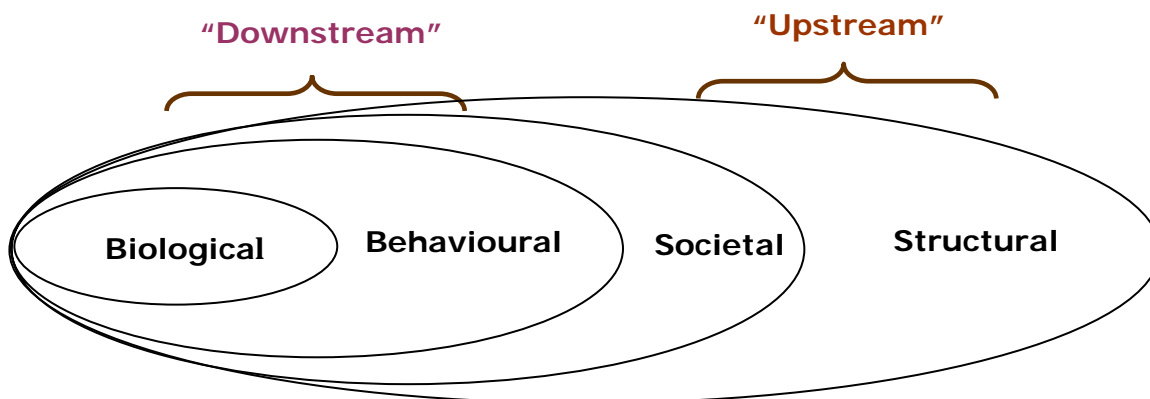 “Downstream” “Upstream”
Biological Behavioural Societal Structural